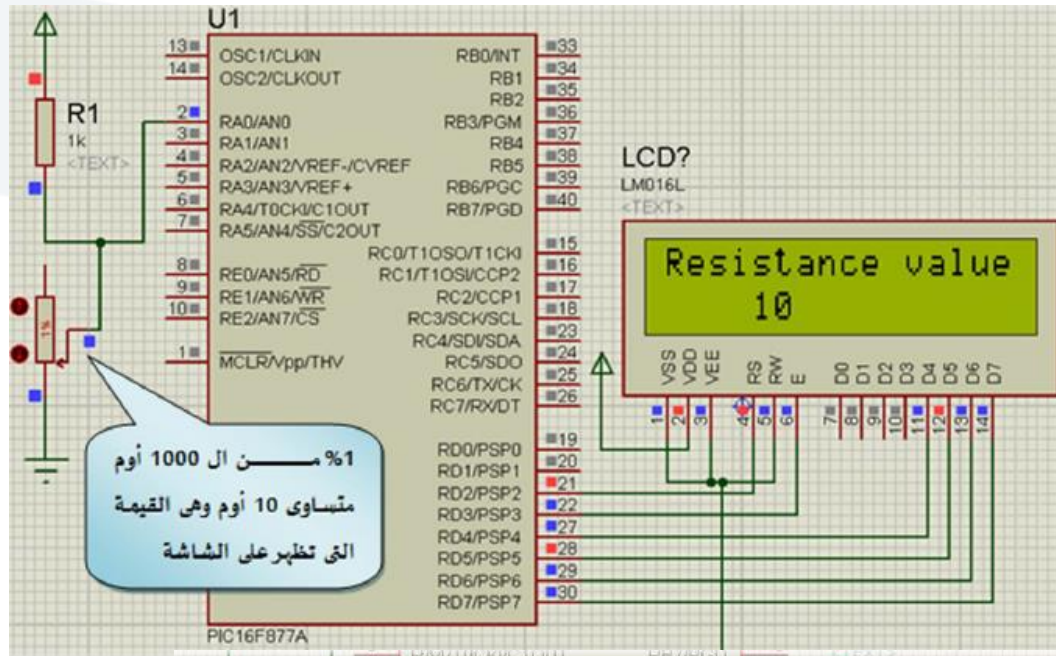 U1
R1
1k
<TEXT>
13
14
2
3
4
5
6
7
8
9
10
1
OSC1/CLKIN
OSC2/CLKOUT
RA0/AN0
RA1/AN1
RA2/AN2/VREF-/CVREF
RA3/AN3/VREF+
RA4/T0CKI/C1OUT
RA5/AN4/SS/C2OUT
RE0/AN5/RD
RE1/AN6/WR
RE2/AN7/CS
MCLR/Vpp/THV
RB0/INT
RB1
RB2
RB3/PGM
RB4
RB5
RB6/PGC
RB7/PGD
RC0/T1OSO/T1CKI
RC1/T1OSI/CCP2
RC2/CCP1
RC3/SCK/SCL
RC4/SDI/SDA
RC5/SDO
RC6/TX/CK
RC7/RX/DT
RD0/PSP0
RD1/PSP1
RD2/PSP2
RD3/PSP3
RD4/PSP4
RD5/PSP5
RD6/PSP6
RD7/PSP7
33
34
35
36
37
38
39
40
15
16
17
18
23
24
25
26
19
20
21
22
27
28
29
30
PIC16F877A
1%
1% مـــــن ال 1000 أوم
متساوى 10 أوم وهى القيمة
التى تظهر على الشاشة
LCD?
LM016L
<TEXT>
Resistance value
10
VSS
VDD
VEE
RS
RW
E
D0
D1
D2
D3
D4
D5
D6
D7
1
2
3
4
5
6
7
8
9
10
11
12
13
14